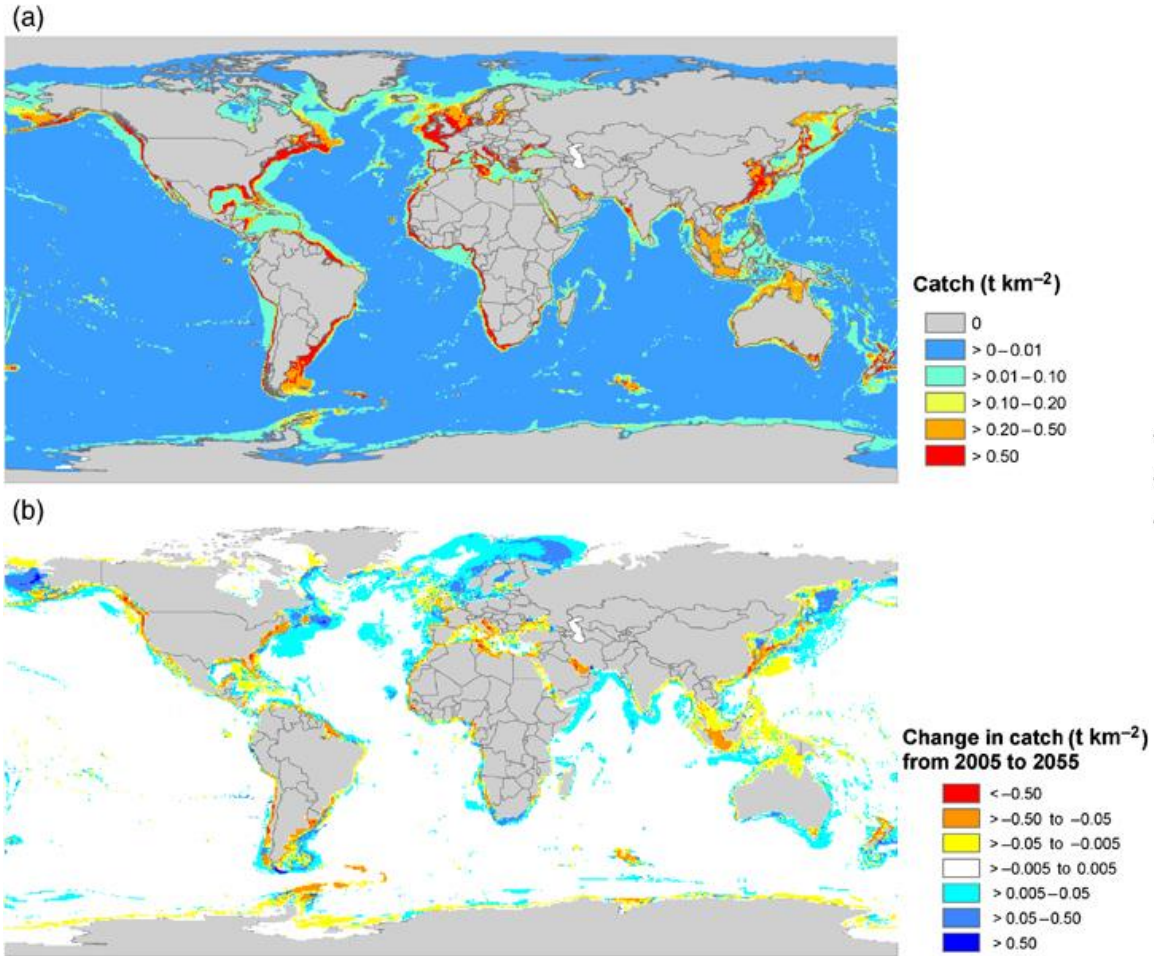 (a)
Catch (t km⁻²)
0
> 0–0.01
> 0.01–0.10
> 0.10–0.20
> 0.20–0.50
> 0.50
(b)
Change in catch (t km⁻²)
from 2005 to 2055
< –0.50
> –0.50 to –0.05
> –0.05 to –0.005
> –0.005 to 0.005
> 0.005–0.05
> 0.05–0.50
> 0.50